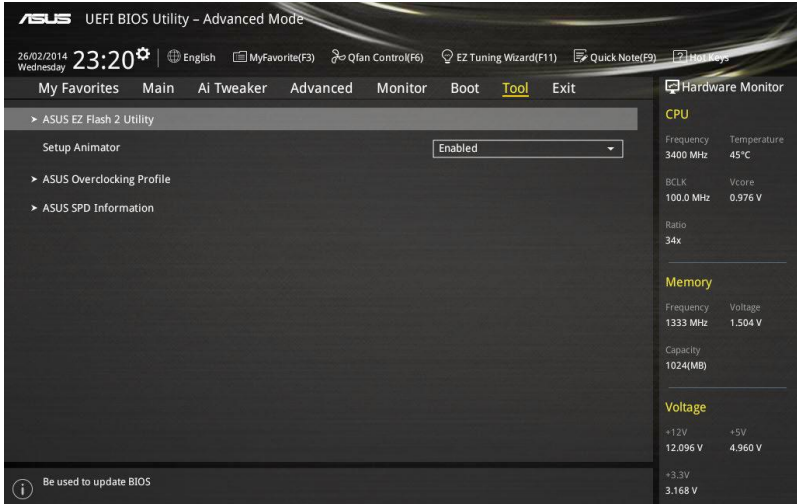 ASUS UEFI BIOS Utility – Advanced Mode
26/02/2014
Wednesday
23:20
English
MyFavorite(F3)
Qfan Control(F6)
EZ Tuning Wizard(F11)
Quick Note(F9)
Hot Keys
My Favorites
Main
Ai Tweaker
Advanced
Monitor
Boot
Tool
Exit
> ASUS EZ Flash 2 Utility
Setup Animator
Enabled
> ASUS Overclocking Profile
> ASUS SPD Information
Be used to update BIOS
Hardware Monitor
CPU
Frequency Temperature
3400 MHz 45°C
BCLK Vcore
100.0 MHz 0.976 V
Ratio
34x
Memory
Frequency Voltage
1333 MHz 1.504 V
Capacity
1024(MB)
Voltage
+12V +5V
12.096 V 4.960 V
+3.3V
3.168 V